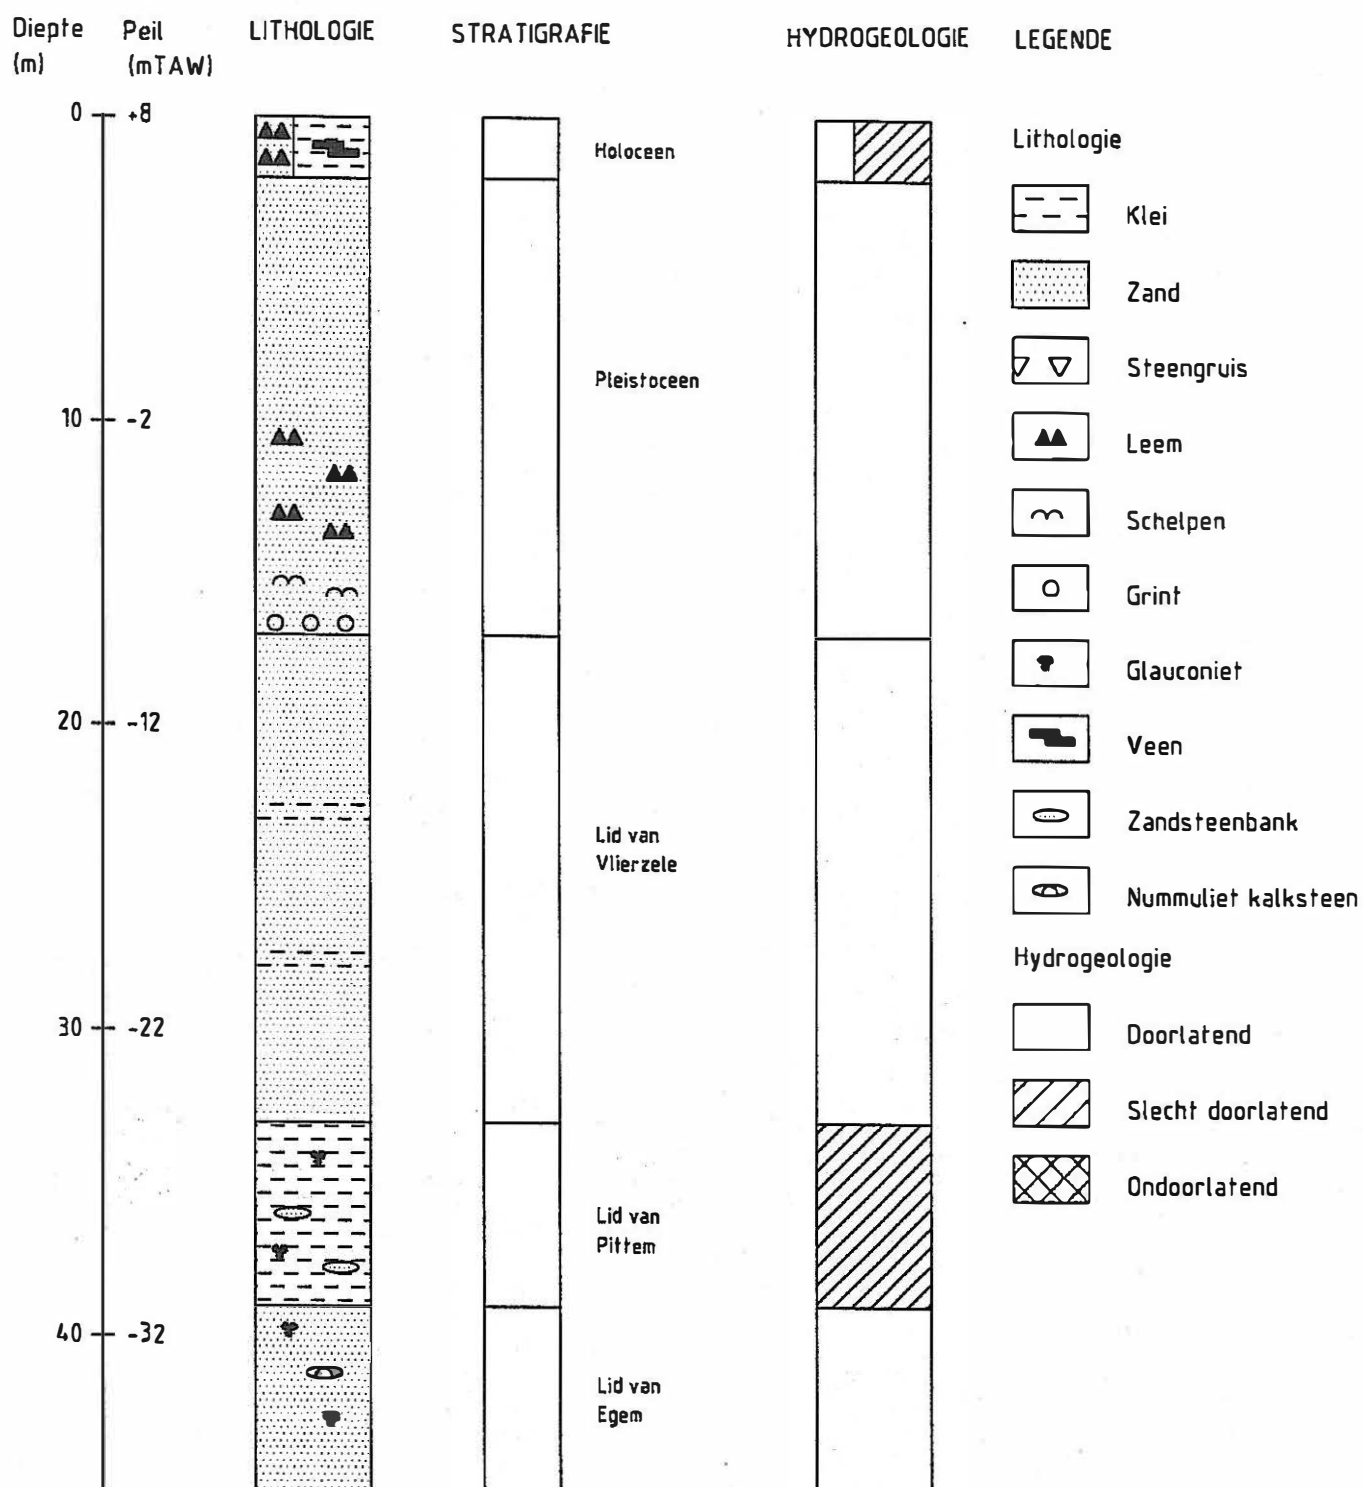 Diepte Peil LITHOLOGIE STRATIGRAFIE HYDROGEOLOGIE LEGENDE
(m) (mTAW)
0 +8
Holoceen
Pleistoceen
10 -2
20 -12
Lid van
Vlierzele
30 -22
Lid van
Pittem
40 -32
Lid van
Egem
Lithologie
Klei
Zand
Steengruis
Leem
Schelpen
Grint
Glauconiet
Veen
Zandsteenbank
Nummuliet kalksteen
Hydrogeologie
Doorlatend
Slecht doorlatend
Ondoorlatend